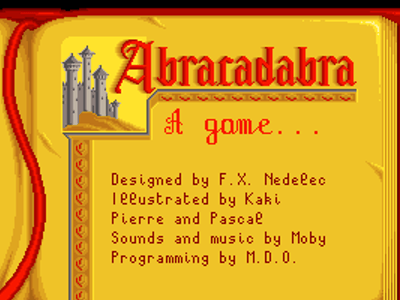 Abracadabra
A game...
Designed by F.X. Nedelec
Illustrated by Kaki
Pierre and Pascal
Sounds and music by Moby
Programming by M.D.O.